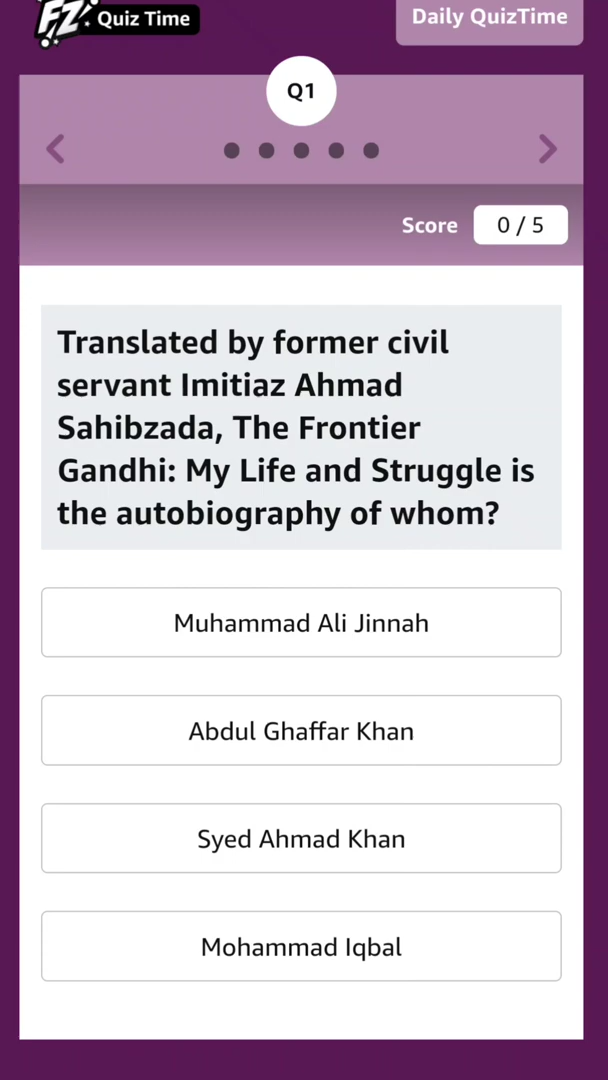 FZ Quiz Time
Daily QuizTime
Q1
Score 0 / 5
Translated by former civil
servant Imitiaz Ahmad
Sahibzada, The Frontier
Gandhi: My Life and Struggle is
the autobiography of whom?
Muhammad Ali Jinnah
Abdul Ghaffar Khan
Syed Ahmad Khan
Mohammad Iqbal